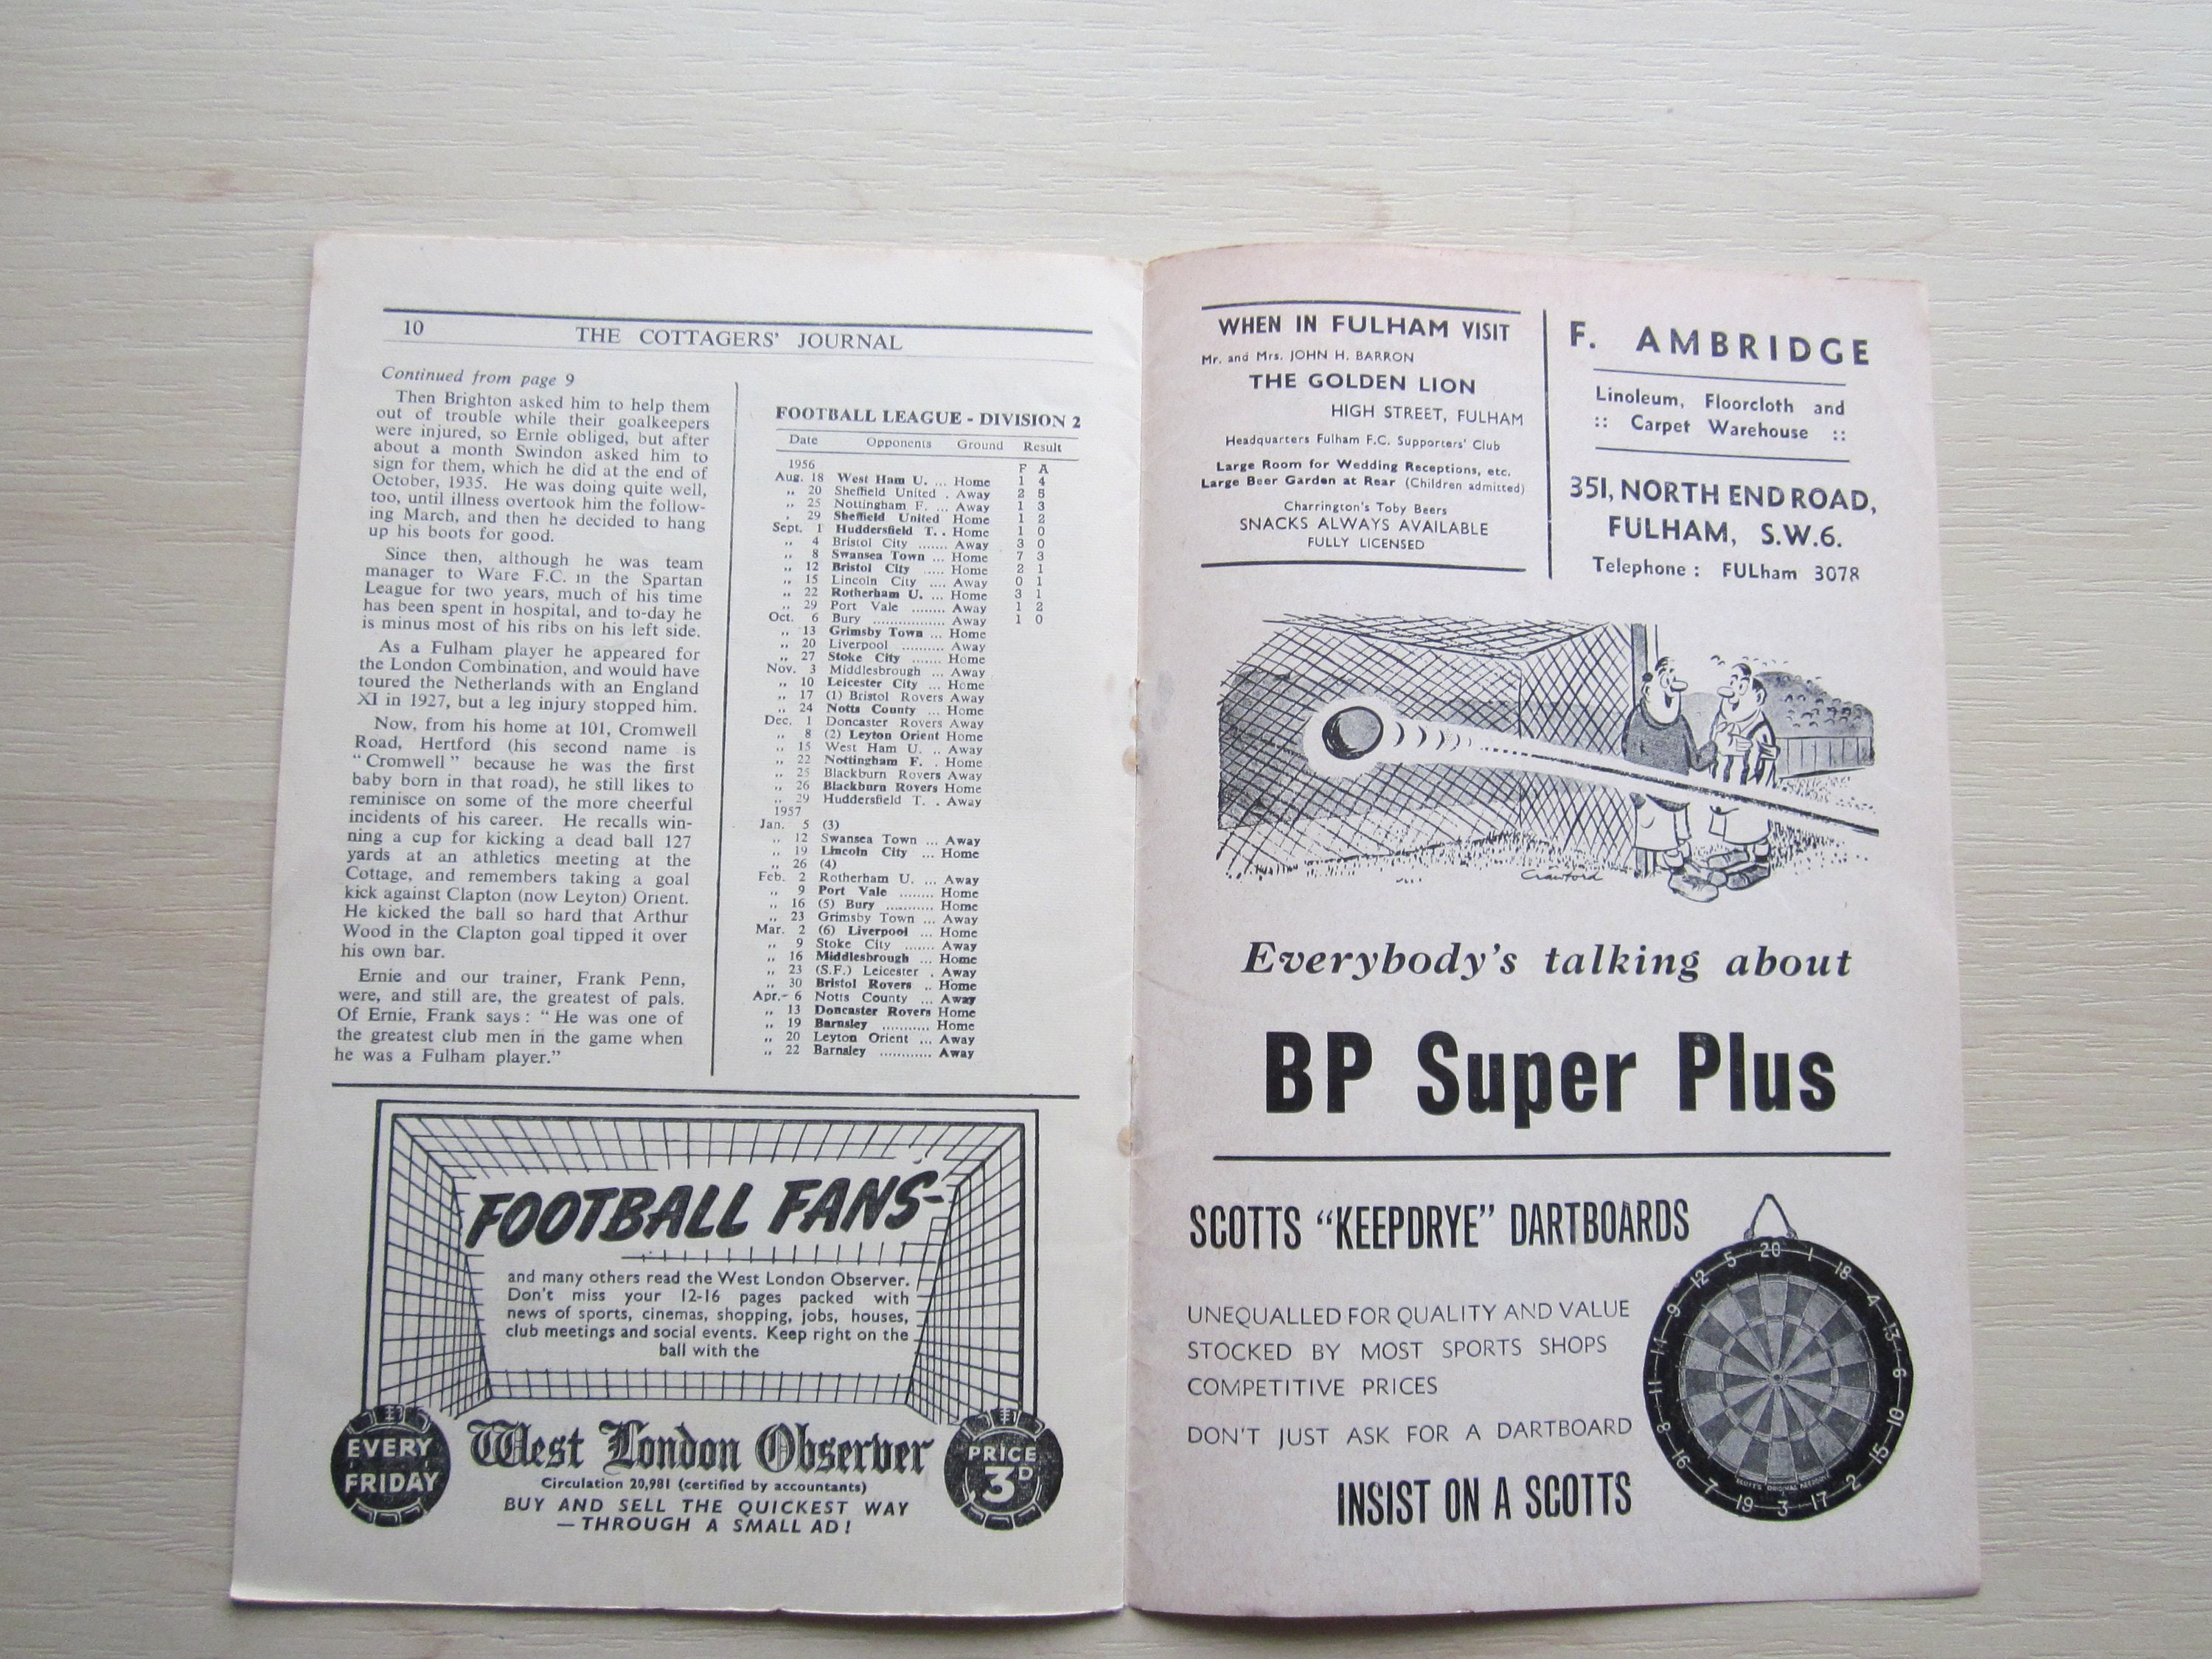 10
THE COTTAGERS' JOURNAL
Continued from page 9
Then Brighton asked him to help them
out of trouble while their goalkeepers
were injured, so Ernie obliged, but after
about a month Swindon asked him to
sign for them, which he did at the end of
October, 1935. He was doing quite well,
too, until illness overtook him the follow-
ing March, and then he decided to hang
up his boots for good.
Since then, although he was team
manager to Ware F.C. in the Spartan
League for two years, much of his time
has been spent in hospital, and to-day he
is minus most of his ribs on his left side.
As a Fulham player he appeared for
the London Combination, and would have
toured the Netherlands with an England
XI in 1927, but a leg injury stopped him.
Now, from his home at 101, Cromwell
Road, Hertford (his second name is
"Cromwell" because he was the first
baby born in that road), he still likes to
reminisce on some of the more cheerful
incidents of his career. He recalls win-
ning a cup for kicking a dead ball 127
yards at an athletics meeting at the
Cottage, and remembers taking a goal
kick against Clapton (now Leyton) Orient.
He kicked the ball so hard that Arthur
Wood in the Clapton goal tipped it over
his own bar.
Ernie and our trainer, Frank Penn,
were, and still are, the greatest of pals.
Of Ernie, Frank says: "He was one of
the greatest club men in the game when
he was a Fulham player."
FOOTBALL LEAGUE - DIVISION 2
Date Opponents Ground Result
1956 F A
Aug. 18 West Ham U. ... Home 1 4
,, 20 Sheffield United . Away 2 5
,, 25 Nottingham F. ... Away 1 3
,, 29 Sheffield United Home 1 2
Sept. 1 Huddersfield T. . Home 1 0
,, 4 Bristol City ....... Away 3 0
,, 8 Swansea Town ... Home 7 3
,, 12 Bristol City ..... Home 2 1
,, 15 Lincoln City .... Away 0 1
,, 22 Rotherham U. ... Home 3 1
,, 29 Port Vale ........ Away 1 2
Oct. 6 Bury ................. Away 1 0
,, 13 Grimsby Town ... Home
,, 20 Liverpool .......... Away
,, 27 Stoke City ....... Home
Nov. 3 Middlesbrough ... Away
,, 10 Leicester City ... Home
,, 17 (1) Bristol Rovers Away
,, 24 Notts County ... Home
Dec. 1 Doncaster Rovers Away
,, 8 (2) Leyton Orient Home
,, 15 West Ham U. .. Away
,, 22 Nottingham F. . Home
,, 25 Blackburn Rovers Away
,, 26 Blackburn Rovers Home
,, 29 Huddersfield T. . Away
1957
Jan. 5 (3)
,, 12 Swansea Town ... Away
,, 19 Lincoln City ... Home
,, 26 (4)
Feb. 2 Rotherham U. ... Away
,, 9 Port Vale ........ Home
,, 16 (5) Bury .......... Home
,, 23 Grimsby Town ... Away
Mar. 2 (6) Liverpool ... Home
,, 9 Stoke City ....... Away
,, 16 Middlesbrough ... Home
,, 23 (S.F.) Leicester . Away
,, 30 Bristol Rovers .. Home
Apr.- 6 Notts County ... Away
,, 13 Doncaster Rovers Home
,, 19 Barnsley ........... Home
,, 20 Leyton Orient ... Away
,, 22 Barnsley ............ Away
FOOTBALL FANS-
and many others read the West London Observer.
Don't miss your 12-16 pages packed with
news of sports, cinemas, shopping, jobs, houses,
club meetings and social events. Keep right on the
ball with the
EVERY
FRIDAY
West London Observer
PRICE
3D
Circulation 20,981 (certified by accountants)
BUY AND SELL THE QUICKEST WAY
—THROUGH A SMALL AD!
WHEN IN FULHAM VISIT
Mr. and Mrs. JOHN H. BARRON
THE GOLDEN LION
HIGH STREET, FULHAM
Headquarters Fulham F.C. Supporters' Club
Large Room for Wedding Receptions, etc.
Large Beer Garden at Rear (Children admitted)
Charrington's Toby Beers
SNACKS ALWAYS AVAILABLE
FULLY LICENSED
F. AMBRIDGE
Linoleum, Floorcloth and
:: Carpet Warehouse ::
351, NORTH END ROAD,
FULHAM, S.W.6.
Telephone: FULham 3078
Crawford
Everybody's talking about
BP Super Plus
SCOTTS "KEEPDRYE" DARTBOARDS
UNEQUALLED FOR QUALITY AND VALUE
STOCKED BY MOST SPORTS SHOPS
COMPETITIVE PRICES
DON'T JUST ASK FOR A DARTBOARD
INSIST ON A SCOTTS
20 1 18 4 13 6 10 15 2 17 3 19 7 16 8 11 14 9 12 5